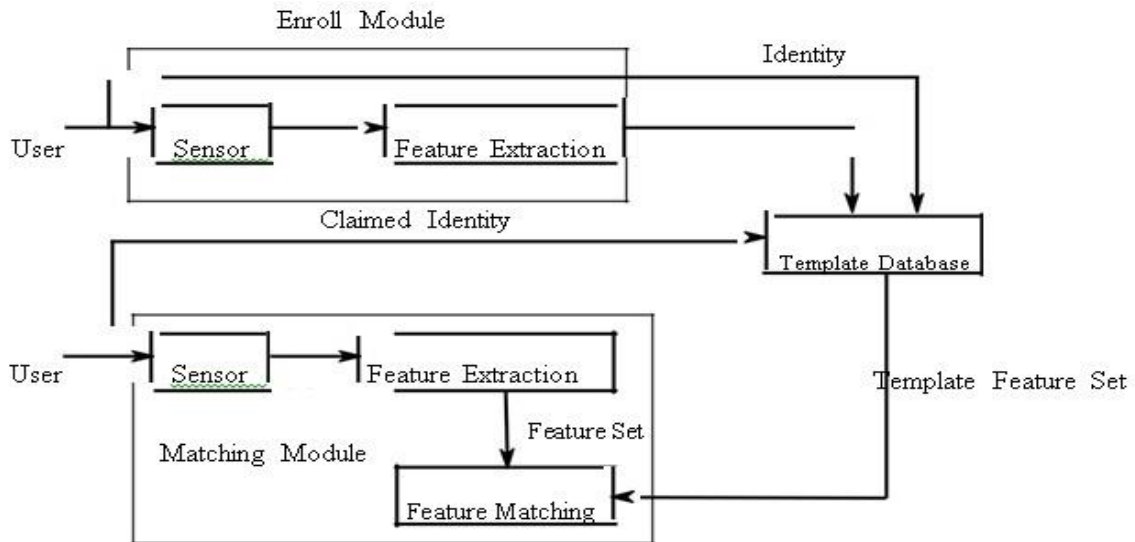 Enroll Module
Identity
User
Sensor
Feature Extraction
Claimed Identity
Template Database
User
Sensor
Feature Extraction
Template Feature Set
Feature Set
Matching Module
Feature Matching